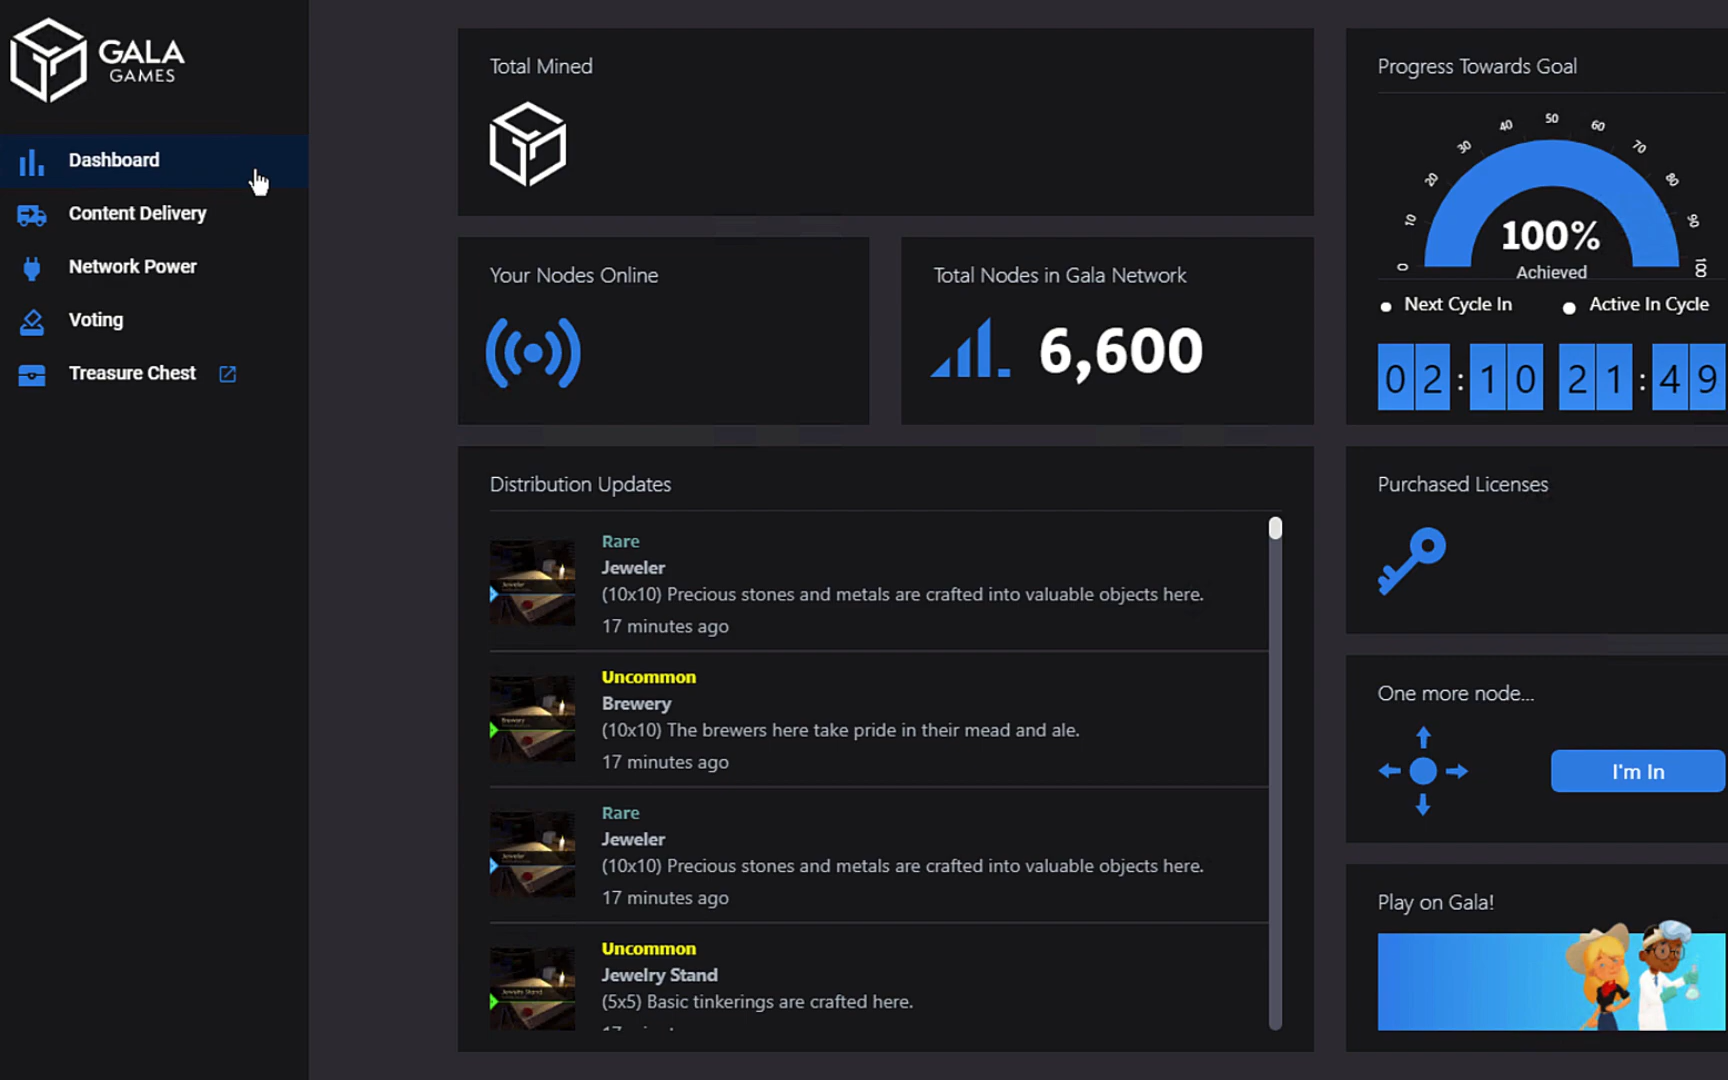 GALA
GAMES
Dashboard
Content Delivery
Network Power
Voting
Treasure Chest
Total Mined
Your Nodes Online
Total Nodes in Gala Network
6,600
Distribution Updates
Rare
Jeweler
(10x10) Precious stones and metals are crafted into valuable objects here.
17 minutes ago
Uncommon
Brewery
(10x10) The brewers here take pride in their mead and ale.
17 minutes ago
Rare
Jeweler
(10x10) Precious stones and metals are crafted into valuable objects here.
17 minutes ago
Uncommon
Jewelry Stand
(5x5) Basic tinkerings are crafted here.
Progress Towards Goal
0 10 20 30 40 50 60 70 80 90 100
100%
Achieved
Next Cycle In Active In Cycle
02:10 21:49
Purchased Licenses
One more node...
I'm In
Play on Gala!